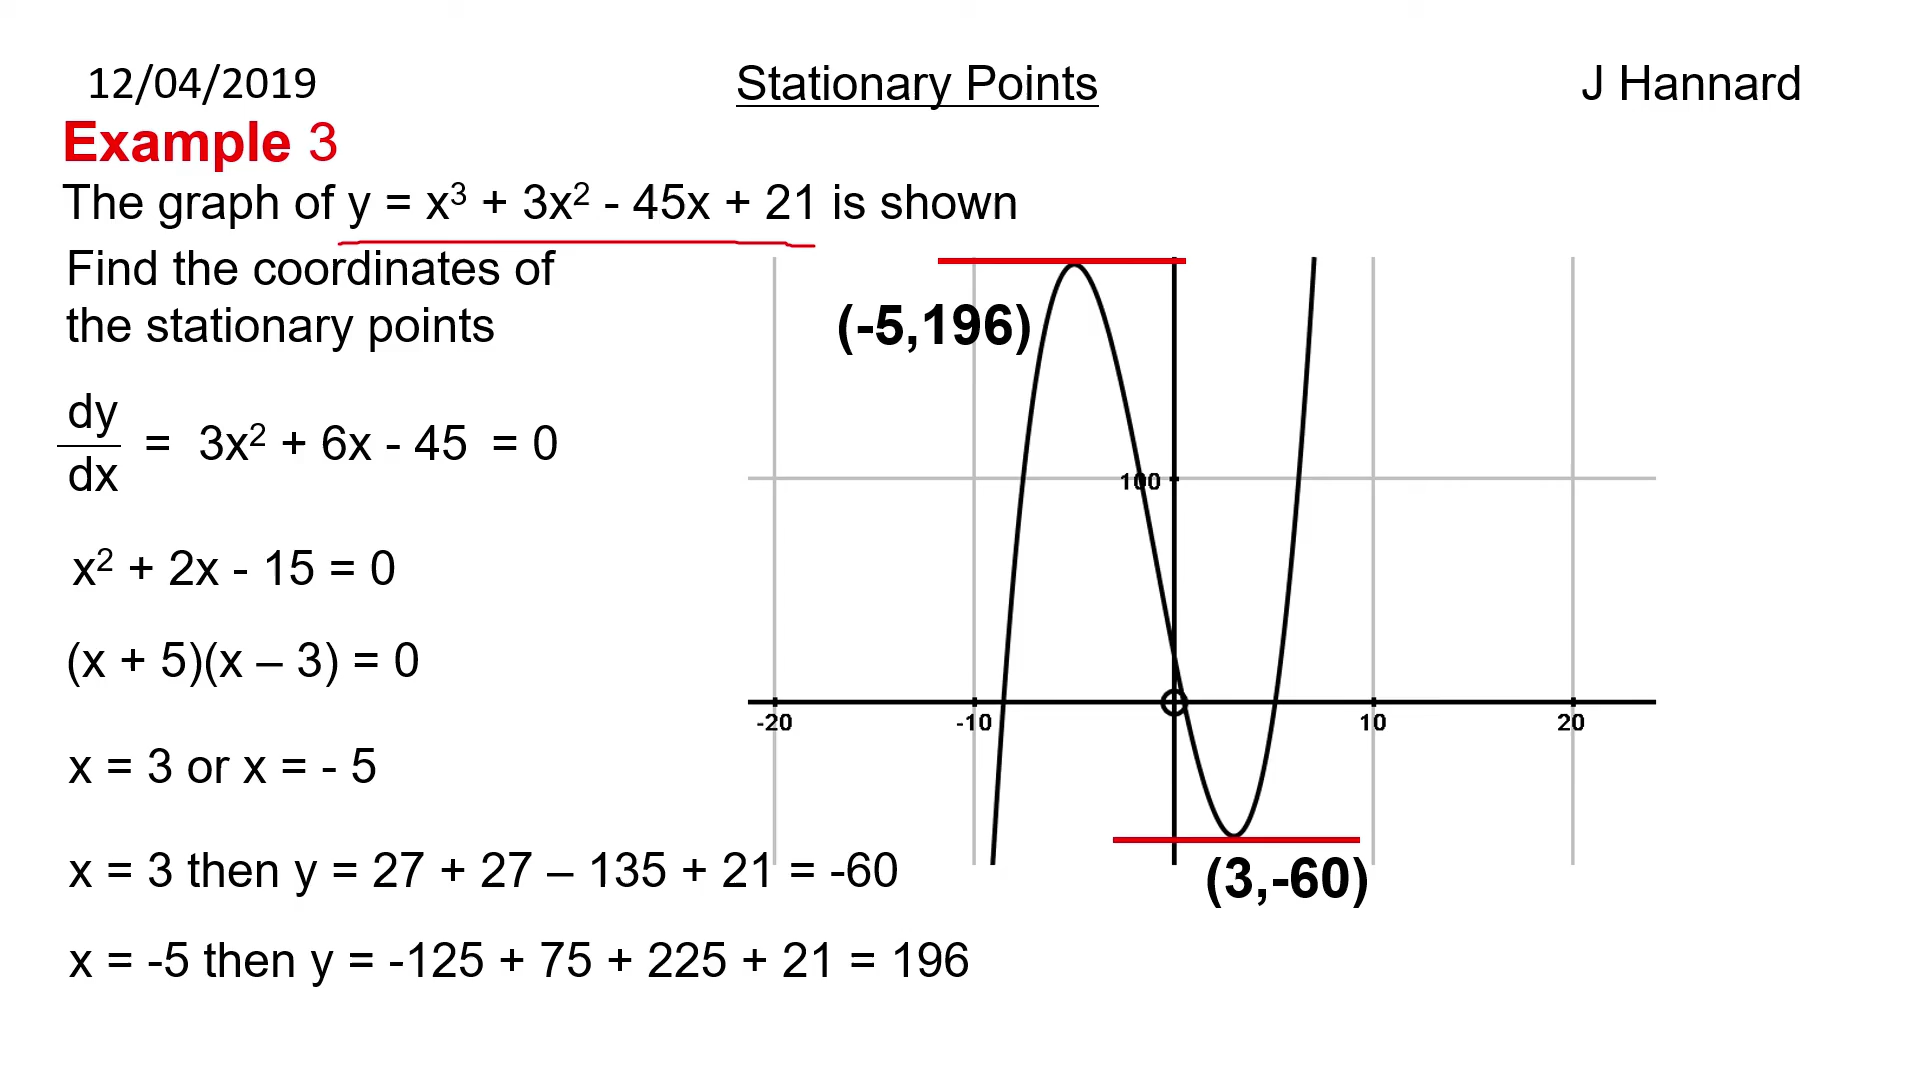 12/04/2019 Stationary Points J Hannard
Example 3
The graph of y = x³ + 3x² - 45x + 21 is shown
Find the coordinates of
the stationary points
(-5,196)
dy
dx
= 3x² + 6x - 45 = 0
100
x² + 2x - 15 = 0
(x + 5)(x – 3) = 0
-20 -10 10 20
x = 3 or x = - 5
x = 3 then y = 27 + 27 – 135 + 21 = -60
(3,-60)
x = -5 then y = -125 + 75 + 225 + 21 = 196